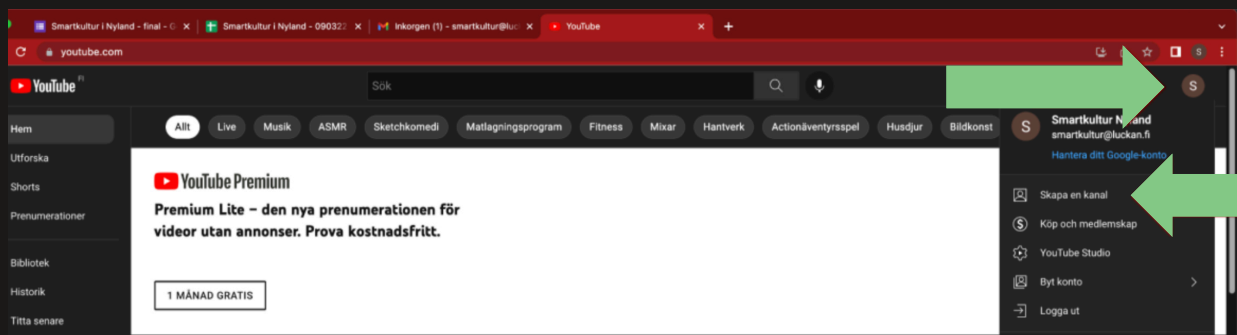 Smartkultur i Nyland - final - G
Smartkultur i Nyland - 090322
Inkorgen (1) - smartkultur@luc
YouTube
youtube.com
S
YouTube FI
Sök
S
Hem
Allt
Live
Musik
ASMR
Sketchkomedi
Matlagningsprogram
Fitness
Mixar
Hantverk
Actionäventyrsspel
Husdjur
Bildkonst
S
Smartkultur Nyland
smartkultur@luckan.fi
Hantera ditt Google-konto
Utforska
Shorts
Prenumerationer
Bibliotek
Historik
Titta senare
YouTube Premium
Premium Lite – den nya prenumerationen för
videor utan annonser. Prova kostnadsfritt.
1 MÅNAD GRATIS
Skapa en kanal
Köp och medlemskap
YouTube Studio
Byt konto
Logga ut